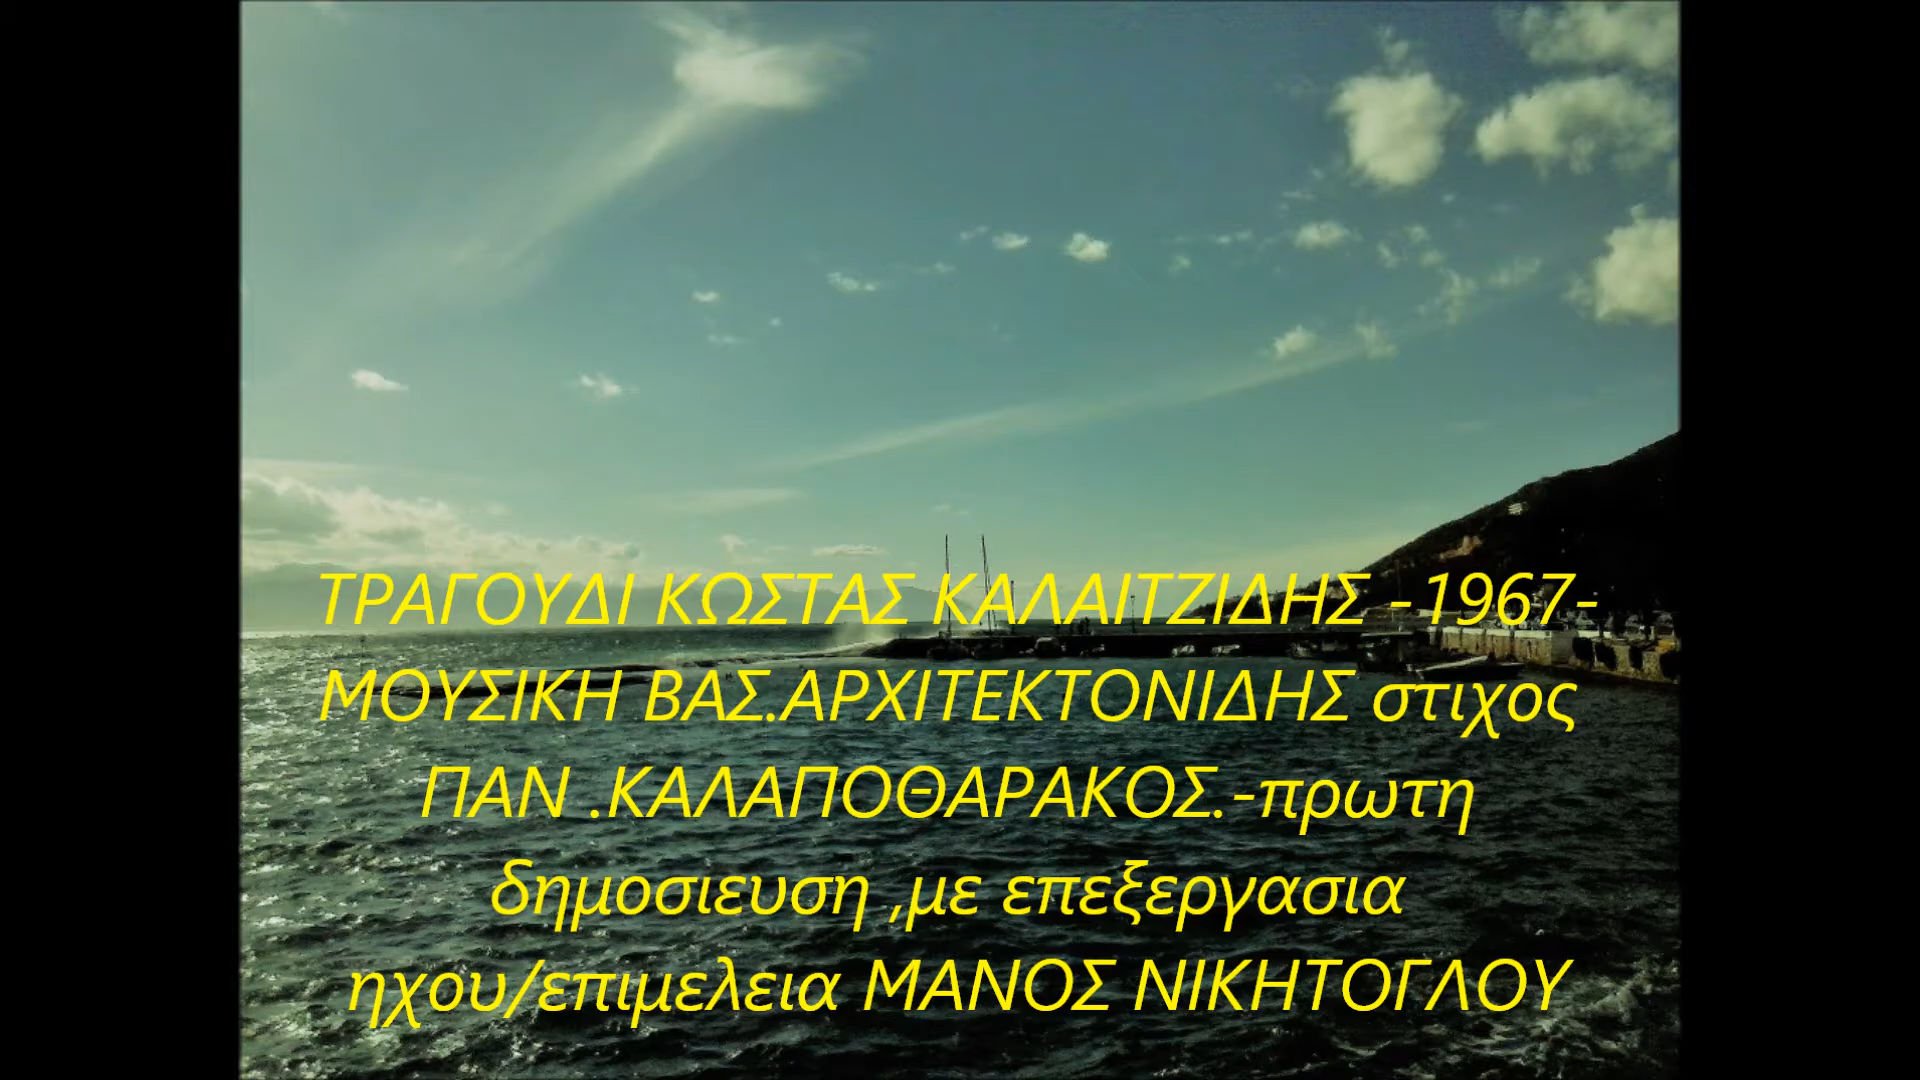 ΤΡΑΓΟΥΔΙ ΚΩΣΤΑΣ ΚΑΛΑΙΤΖΙΔΗΣ -1967-
ΜΟΥΣΙΚΗ ΒΑΣ.ΑΡΧΙΤΕΚΤΟΝΙΔΗΣ στιχος
ΠΑΝ .ΚΑΛΑΠΟΘΑΡΑΚΟΣ.-πρωτη
δημοσιευση ,με επεξεργασια
ηχου/επιμελεια ΜΑΝΟΣ ΝΙΚΗΤΟΓΛΟΥ